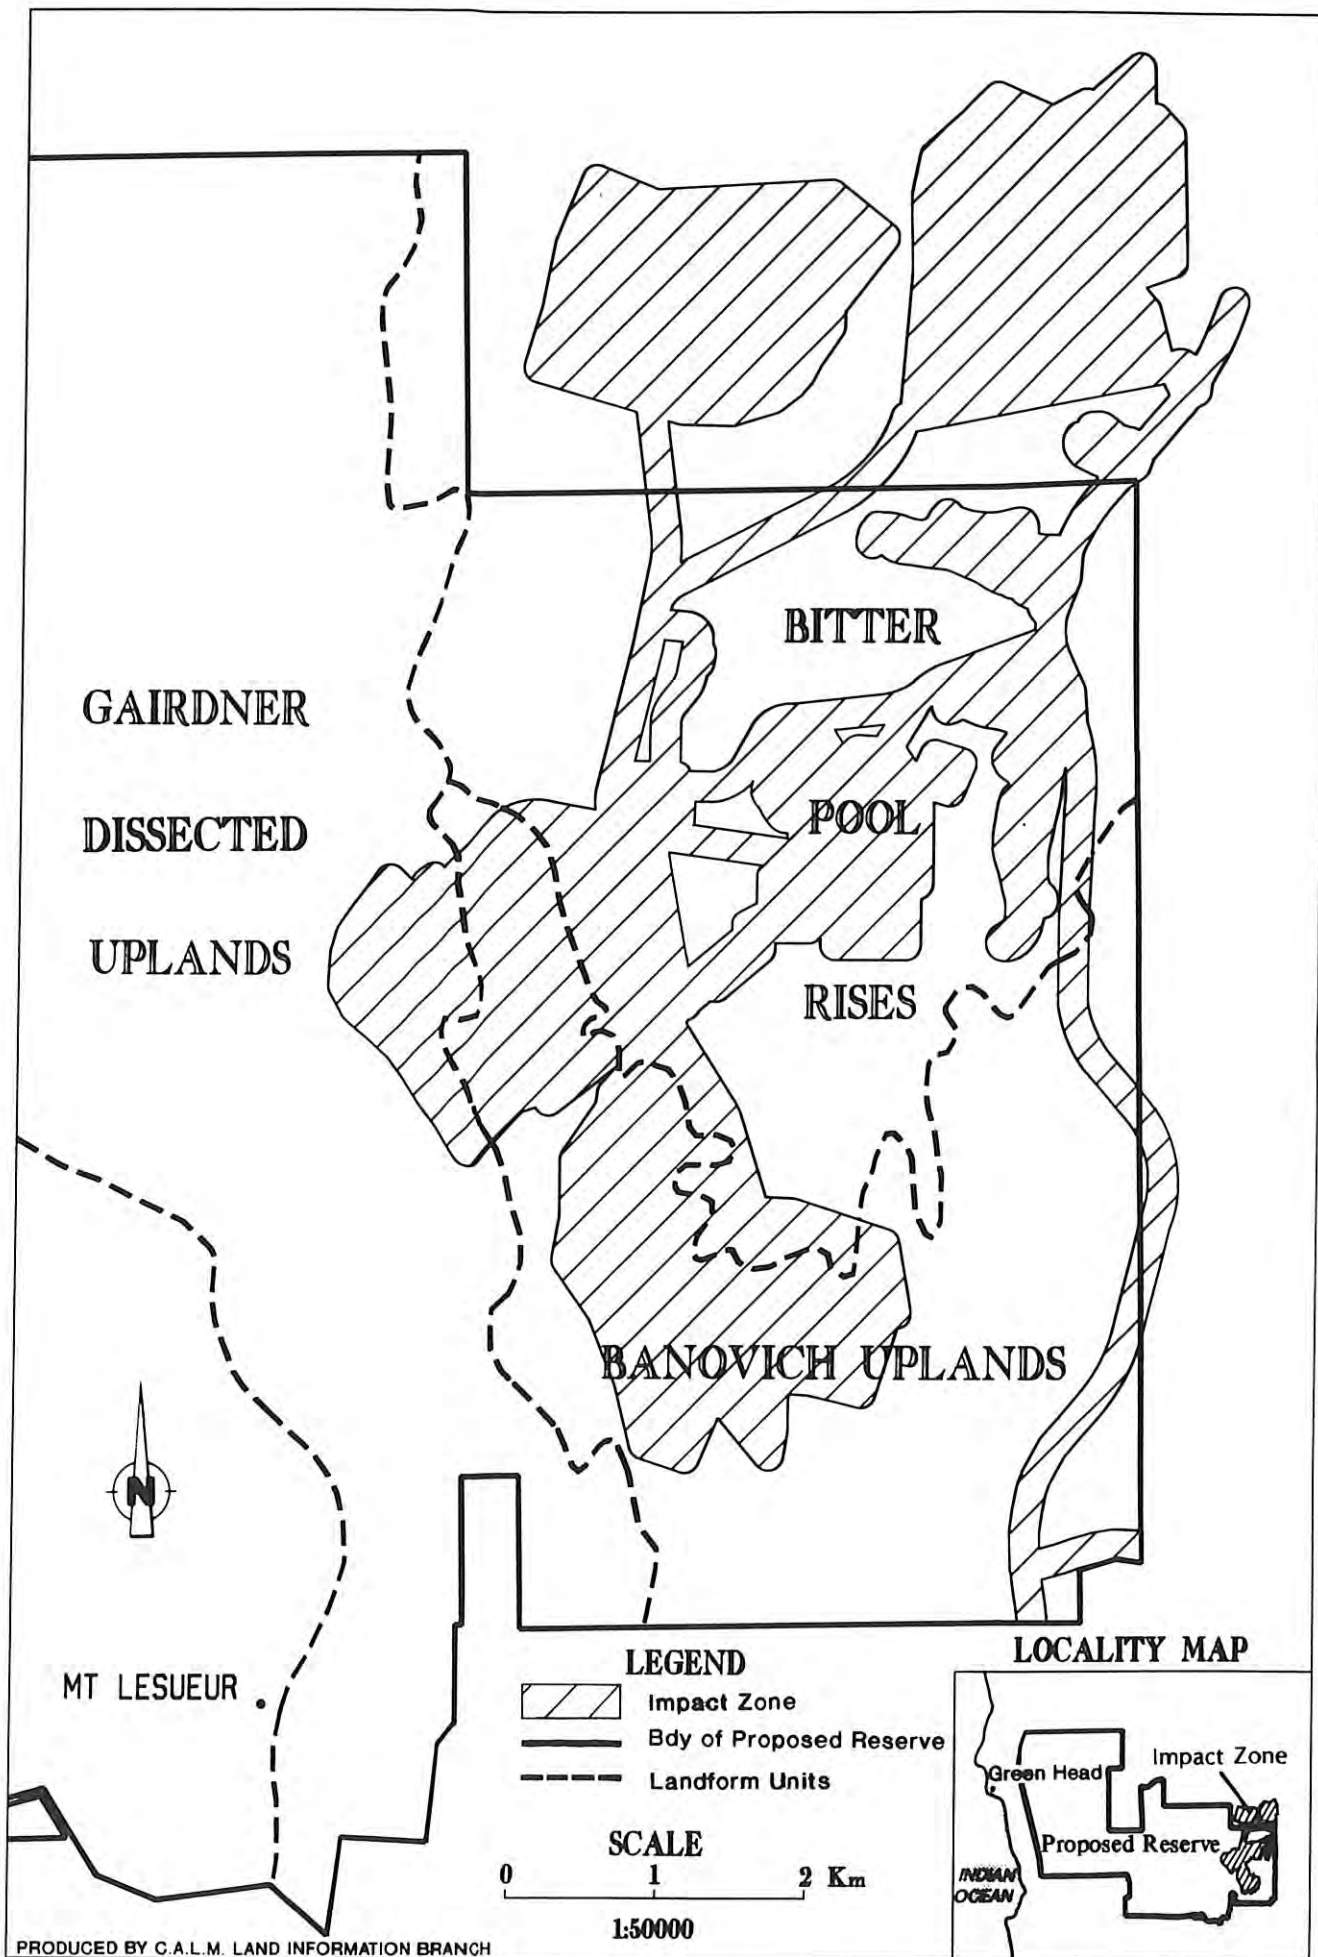 BITTER
GAIRDNER
DISSECTED
POOL
UPLANDS
RISES
BANOVICH UPLANDS
N
MT LESUEUR
LEGEND
Impact Zone
Bdy of Proposed Reserve
Landform Units
SCALE
0 1 2 Km
1:50000
LOCALITY MAP
Impact Zone
Green Head
Proposed Reserve
INDIAN
OCEAN
PRODUCED BY C.A.L.M. LAND INFORMATION BRANCH